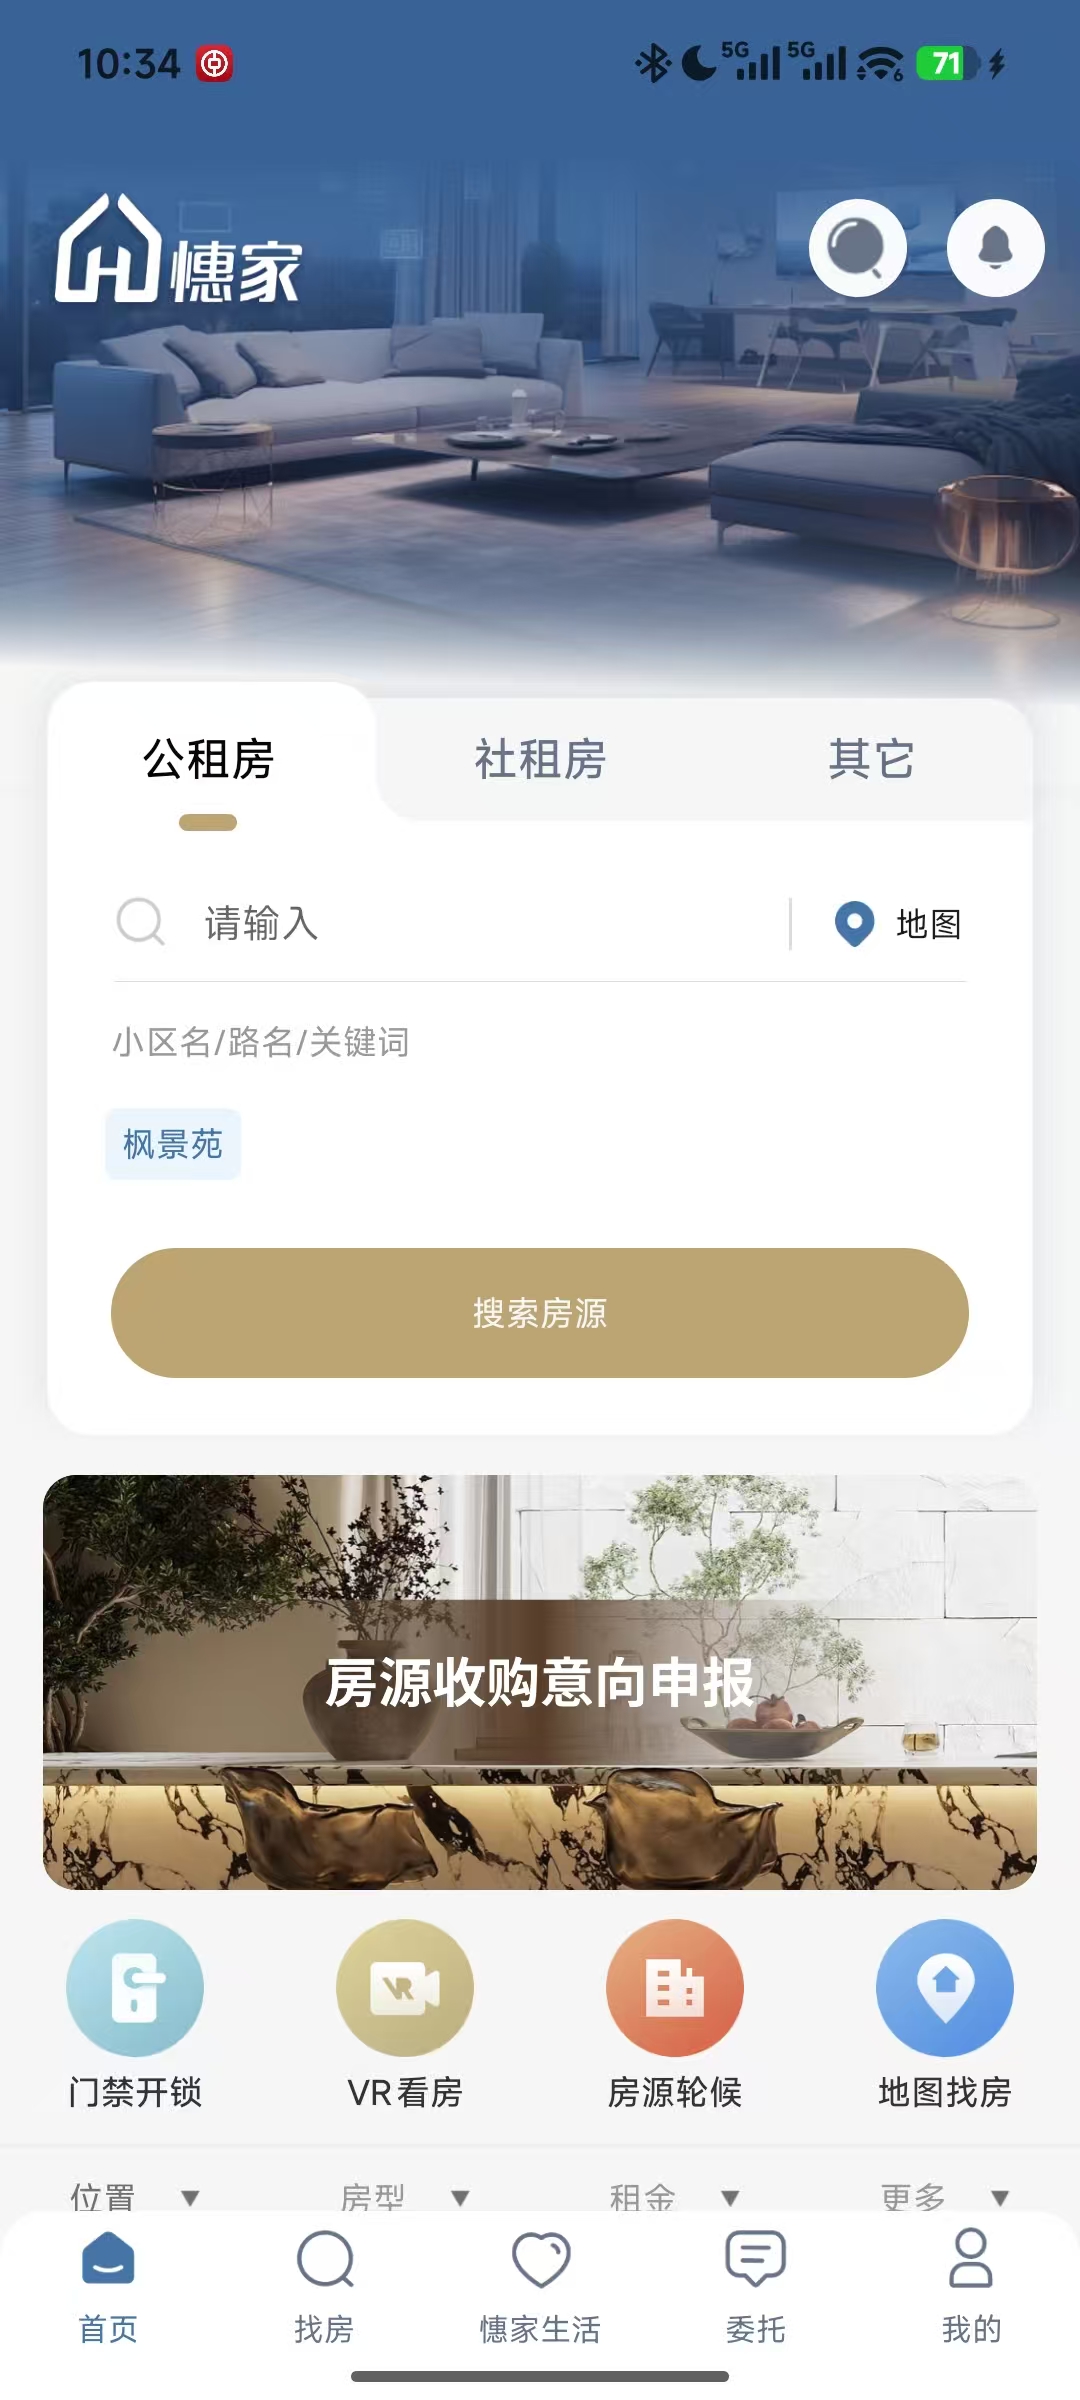 10:34
5G 5G 6 71
憓家
公租房 社租房 其它
请输入 地图
小区名/路名/关键词
枫景苑
搜索房源
房源收购意向申报
VR
门禁开锁 VR看房 房源轮候 地图找房
位置 ▼ 房型 ▼ 租金 ▼ 更多 ▼
首页 找房 憓家生活 委托 我的